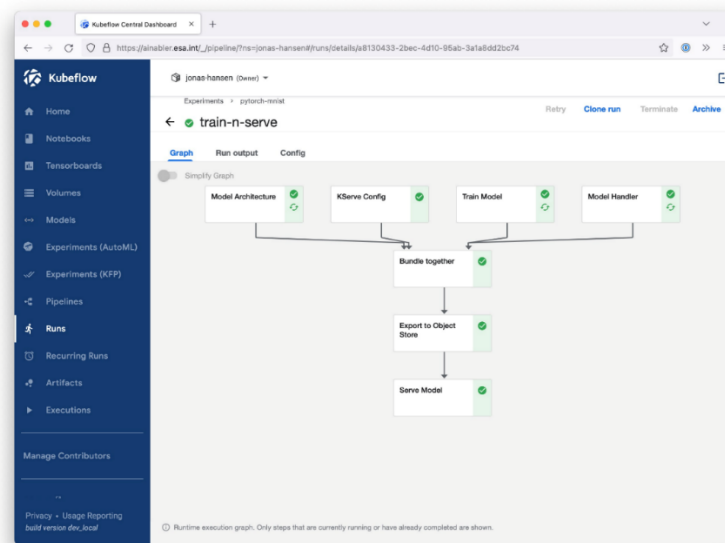 Kubeflow Central Dashboard
https://ainabler.esa.int/_/pipeline/?ns=jonas-hansen#/runs/details/a8130433-2bec-4d10-95ab-3a1a8dd2bc74
Kubeflow
Home
Notebooks
Tensorboards
Volumes
Models
Experiments (AutoML)
Experiments (KFP)
Pipelines
Runs
Recurring Runs
Artifacts
Executions
Manage Contributors
Privacy • Usage Reporting
build version dev_local
jonas-hansen (Owner)
Experiments > pytorch-mnist
train-n-serve
Retry Clone run Terminate Archive
Graph Run output Config
Simplify Graph
Model Architecture
KServe Config
Train Model
Model Handler
Bundle together
Export to Object
Store
Serve Model
Runtime execution graph. Only steps that are currently running or have already completed are shown.